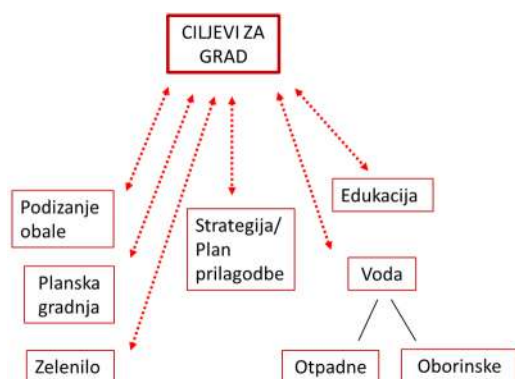 CILJEVI ZA
GRAD
Podizanje
obale
Planska
gradnja
Zelenilo
Strategija/
Plan
prilagodbe
Edukacija
Voda
Otpadne
Oborinske